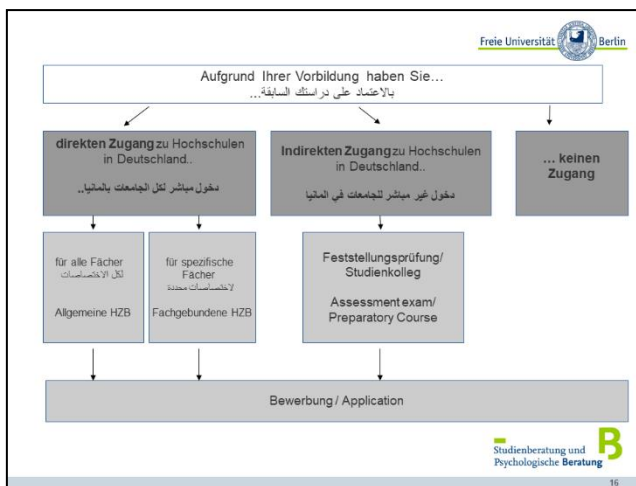 Freie Universität Berlin
Aufgrund Ihrer Vorbildung haben Sie…
بالاعتماد على دراستك السابقة...
direkten Zugang zu Hochschulen
in Deutschland..
دخول مباشر لكل الجامعات بالمانيا..
Indirekten Zugang zu Hochschulen
in Deutschland..
دخول غير مباشر للجامعات في المانيا
... keinen
Zugang
für alle Fächer
لكل الاختصاصات
Allgemeine HZB
für spezifische
Fächer
لاختصاصات محددة
Fachgebundene HZB
Feststellungsprüfung/
Studienkolleg
Assessment exam/
Preparatory Course
Bewerbung / Application
Studienberatung und
Psychologische Beratung
B
16